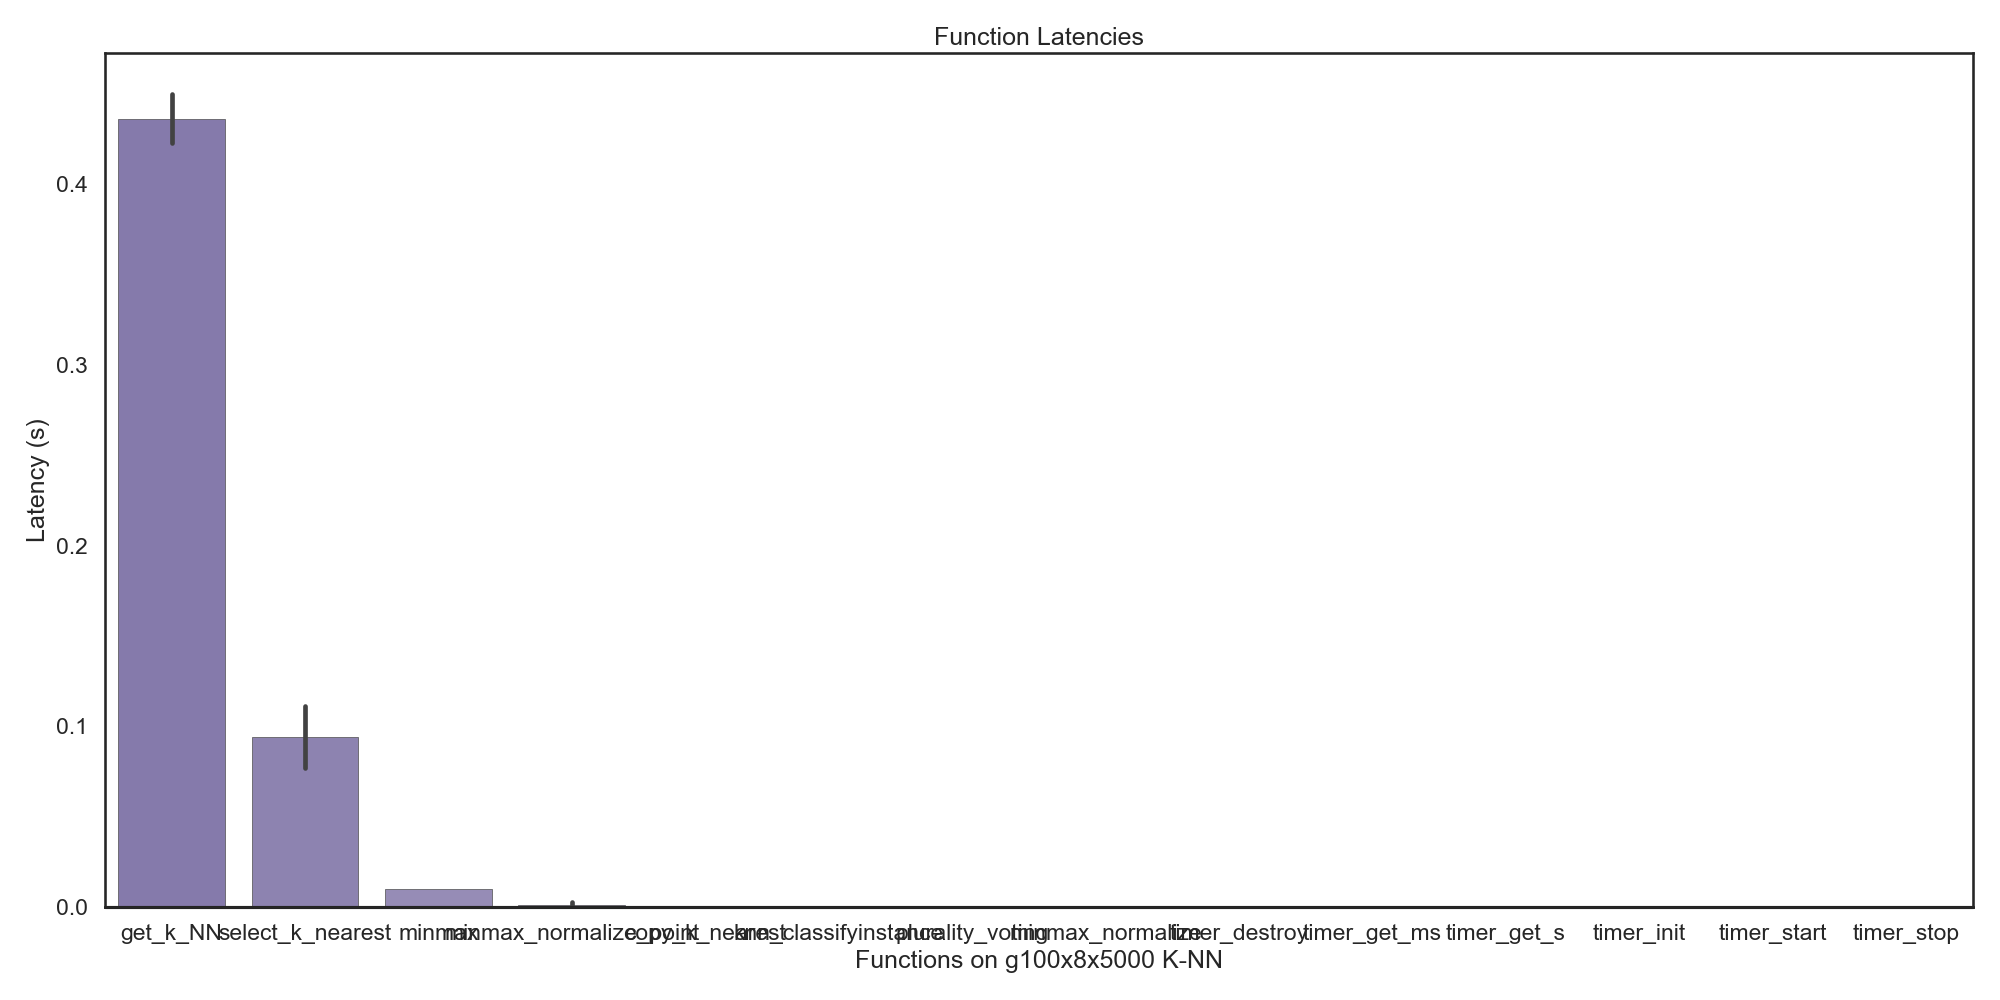 Function Latencies
Latency (s)
0.4
0.3
0.2
0.1
0.0
get_k_NN select_k_nearest minmax minmax_normalize_point copy_k_nearest knn_classifyinstance plurality_voting minmax_normalize timer_destroy timer_get_ms timer_get_s timer_init timer_start timer_stop
Functions on g100x8x5000 K-NN